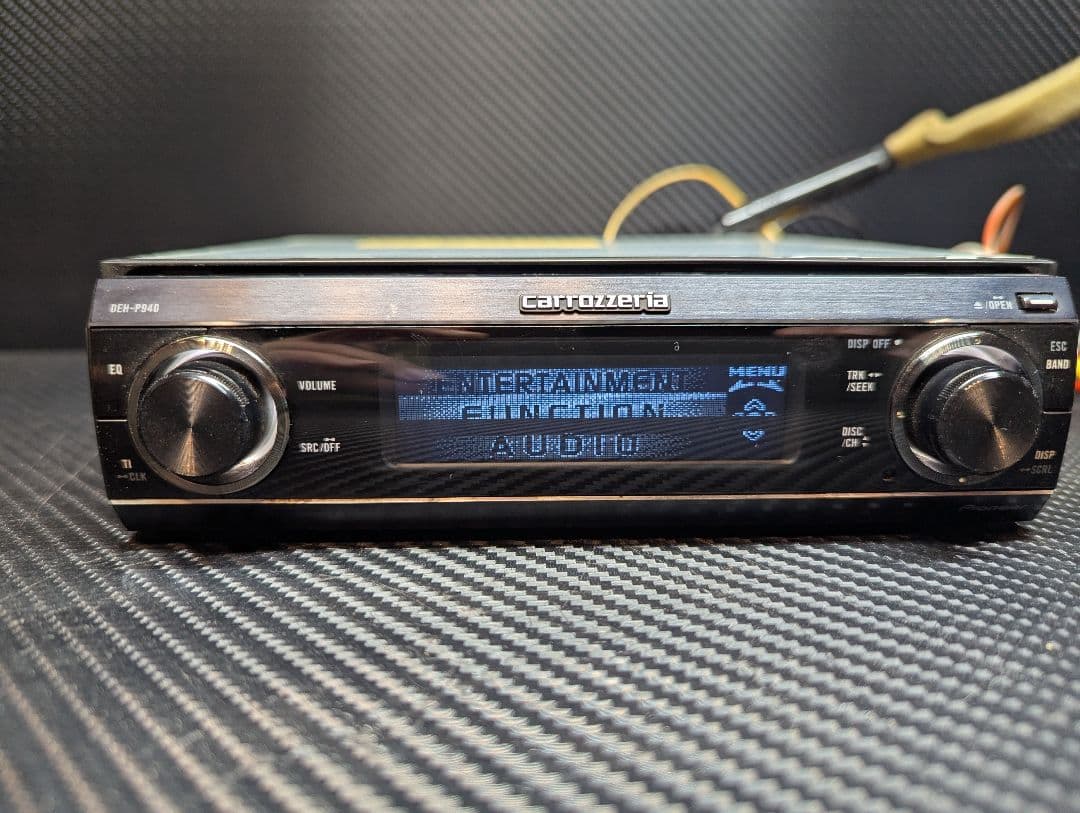 DEH-P940
carrozzeria
⏏/OPEN
EQ
VOLUME
SRC/OFF
TI
CLK
ENTERTAINMENT
FUNCTION
AUDIO
MENU
DISP OFF
TRK
/SEEK
DISC
/CH
ESC
BAND
DISP
SCRL
Pioneer